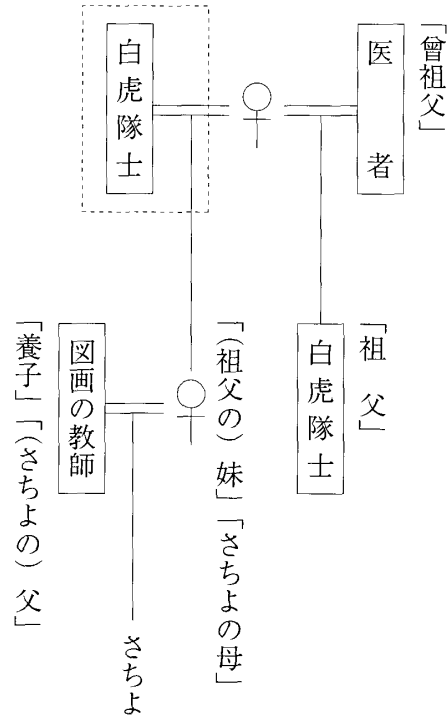 「曾祖父」
医者
白虎隊士
「祖父」
白虎隊士
「(祖父の)妹」「さちよの母」
図画の教師
「養子」「(さちよの)父」
さちよ